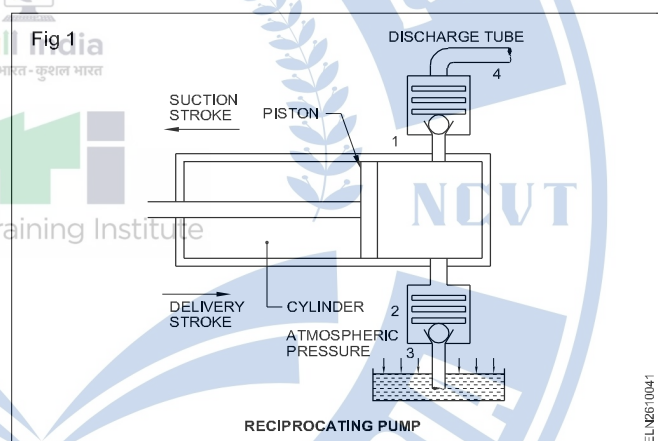 Fig 1
ll India
भारत - कुशल भारत
DISCHARGE TUBE
4
SUCTION
STROKE
PISTON
1
NCVT
raining Institute
DELIVERY
STROKE
CYLINDER
2
ATMOSPHERIC
PRESSURE
3
RECIPROCATING PUMP
ELN2610041